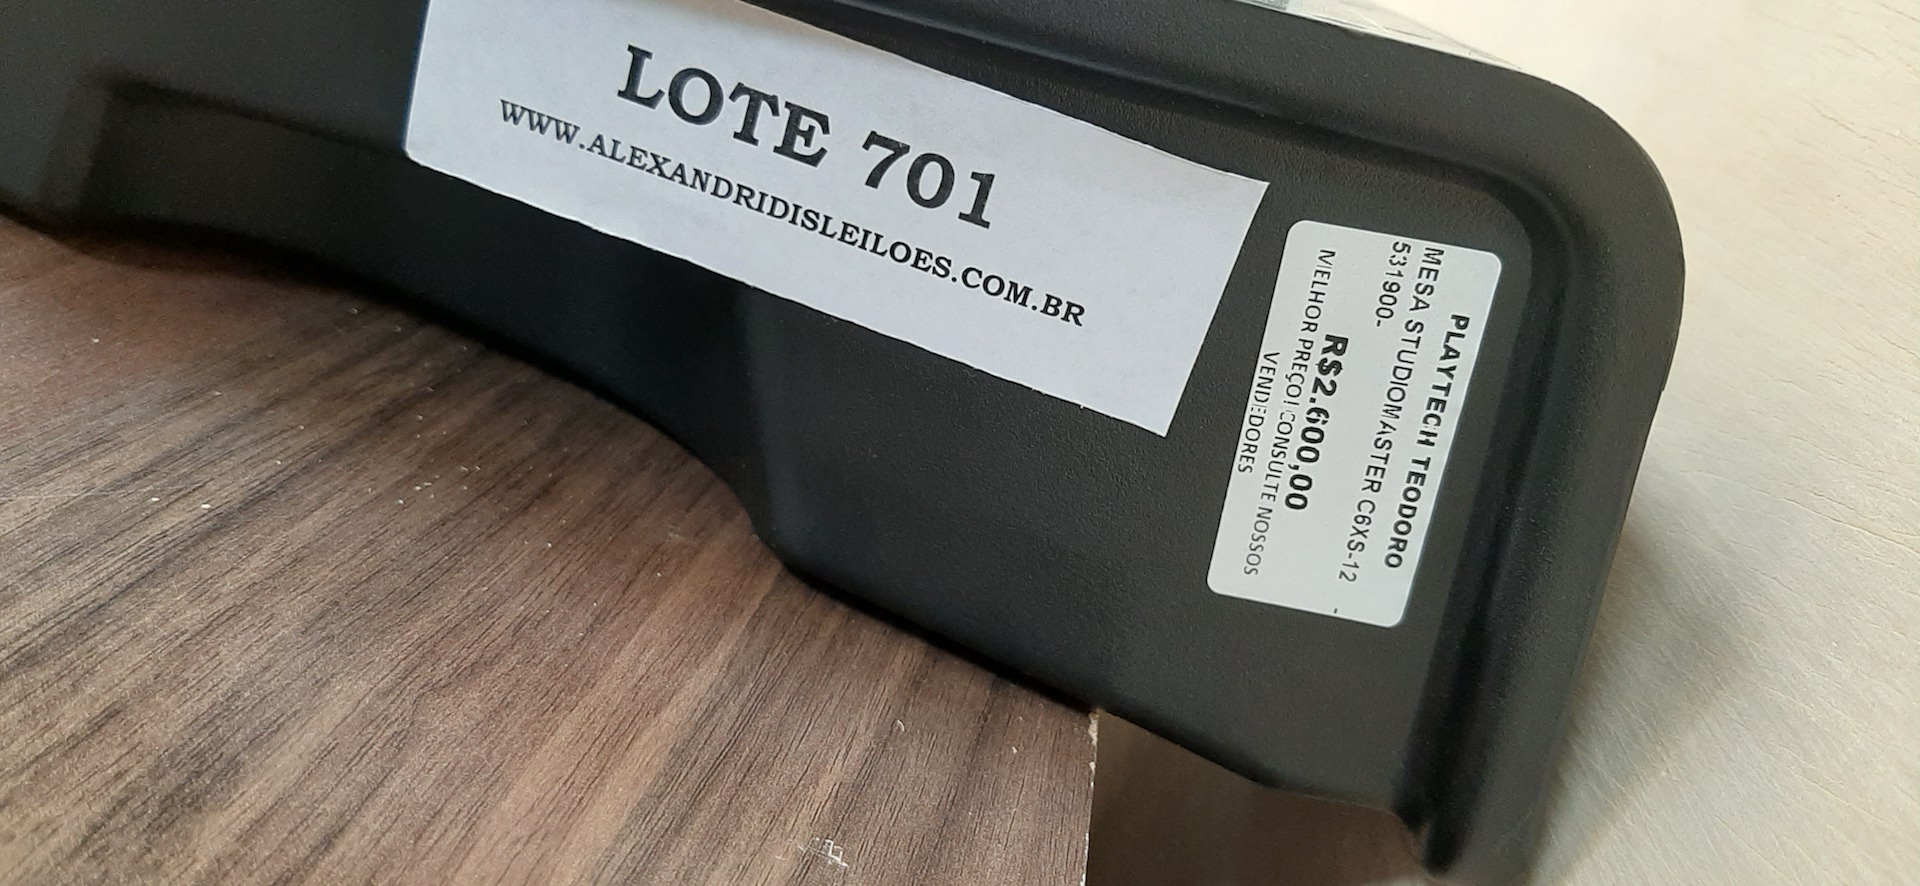 LOTE 701
WWW.ALEXANDRIDISLEILOES.COM.BR
PLAYTECH TEODORO
MESA STUDIOMASTER C6XS-12 -
531900-
R$2.600,00
MELHOR PREÇO! CONSULTE NOSSOS
VENDEDORES